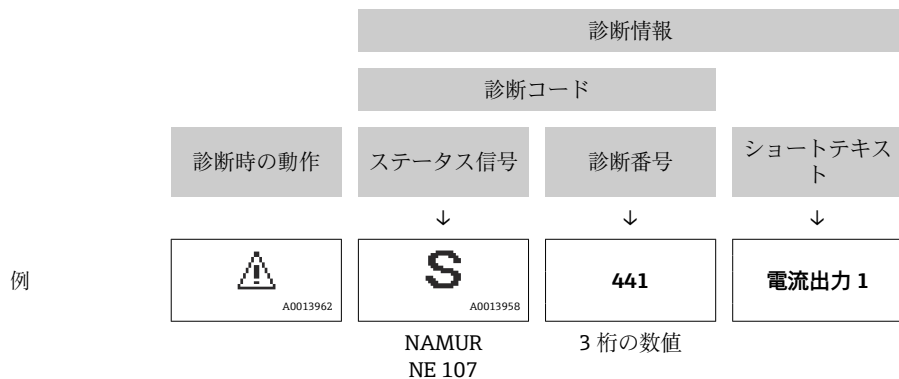 診断情報
診断コード
診断時の動作 ステータス信号 診断番号 ショートテキス
ト
↓ ↓ ↓
例 S 441 電流出力 1
A0013962 A0013958
NAMUR 3 桁の数値
NE 107